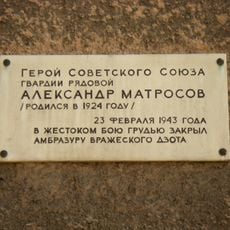 Герой Советского Союза
гвардии рядовой
Александр Матросов
/родился в 1924 году/
23 февраля 1943 года
в жестоком бою грудью закрыл
амбразуру вражеского дзота